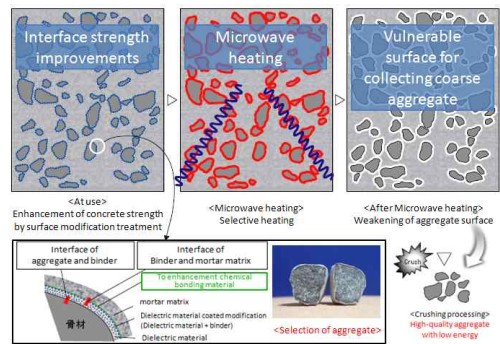 Interface strength
improvements
Microwave
heating
Vulnerable
surface for
collecting coarse
aggregate
<At use>
Enhancement of concrete strength
by surface modification treatment
<Microwave heating>
Selective heating
<After Microwave heating>
Weakening of aggregate surface
Interface of
aggregate and binder
Interface of
Binder and mortar matrix
To enhancement chemical
bonding material
mortar matrix
Dielectric material coated modification
(Dielectric material + binder)
Dielectric material
骨材
<Selection of aggregate>
Crush
<Crushing processing>
High-quality aggregate
with low energy